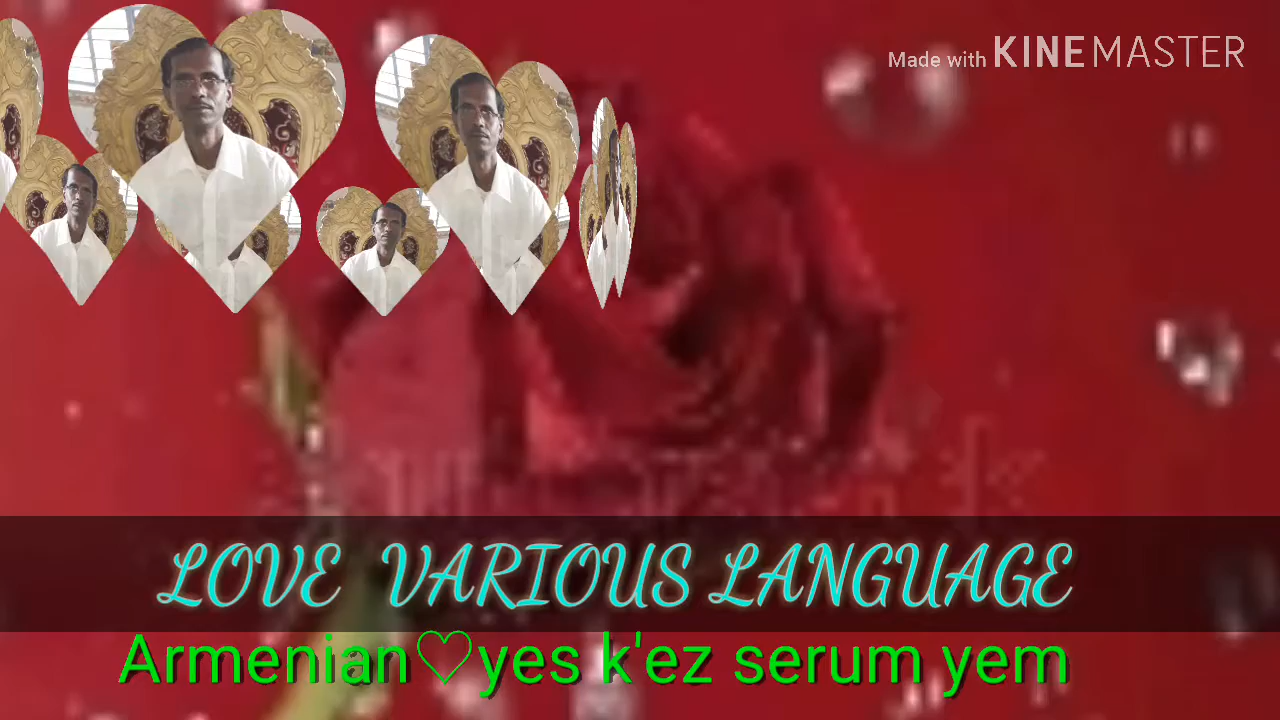 Made with KINEMASTER
LOVE VARIOUS LANGUAGE
Armenian♡yes k'ez serum yem